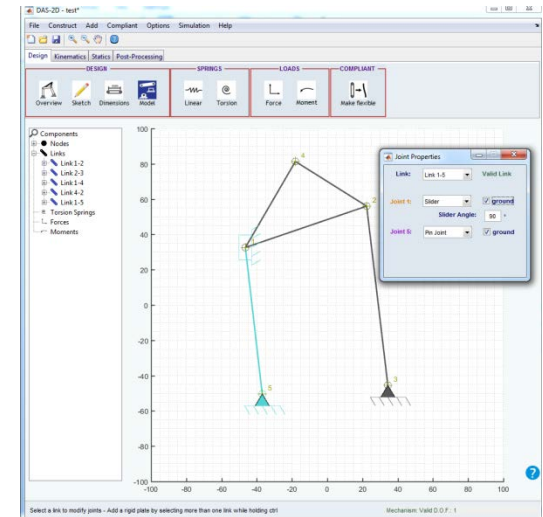 DAS-2D - test*
File Construct Add Compliant Options Simulation Help
Design Kinematics Statics Post-Processing
DESIGN SPRINGS LOADS COMPLIANT
Overview Sketch Dimensions Model Linear Torsion Force Moment Make flexible
Components
Nodes
Links
Link 1-2
Link 2-3
Link 1-4
Link 4-2
Link 1-5
Torsion Springs
Forces
Moments
Joint Properties
Link: Link 1-5 Valid Link
Joint 1: Slider ground
Slider Angle: 90 °
Joint 5: Pin Joint ground
100
80
60
40
20
0
-20
-40
-60
-80
-100
4
2
1
5
3
-100 -80 -60 -40 -20 0 20 40 60 80 100
Select a link to modify joints - Add a rigid plate by selecting more than one link while holding ctrl
Mechanism: Valid D.O.F.: 1